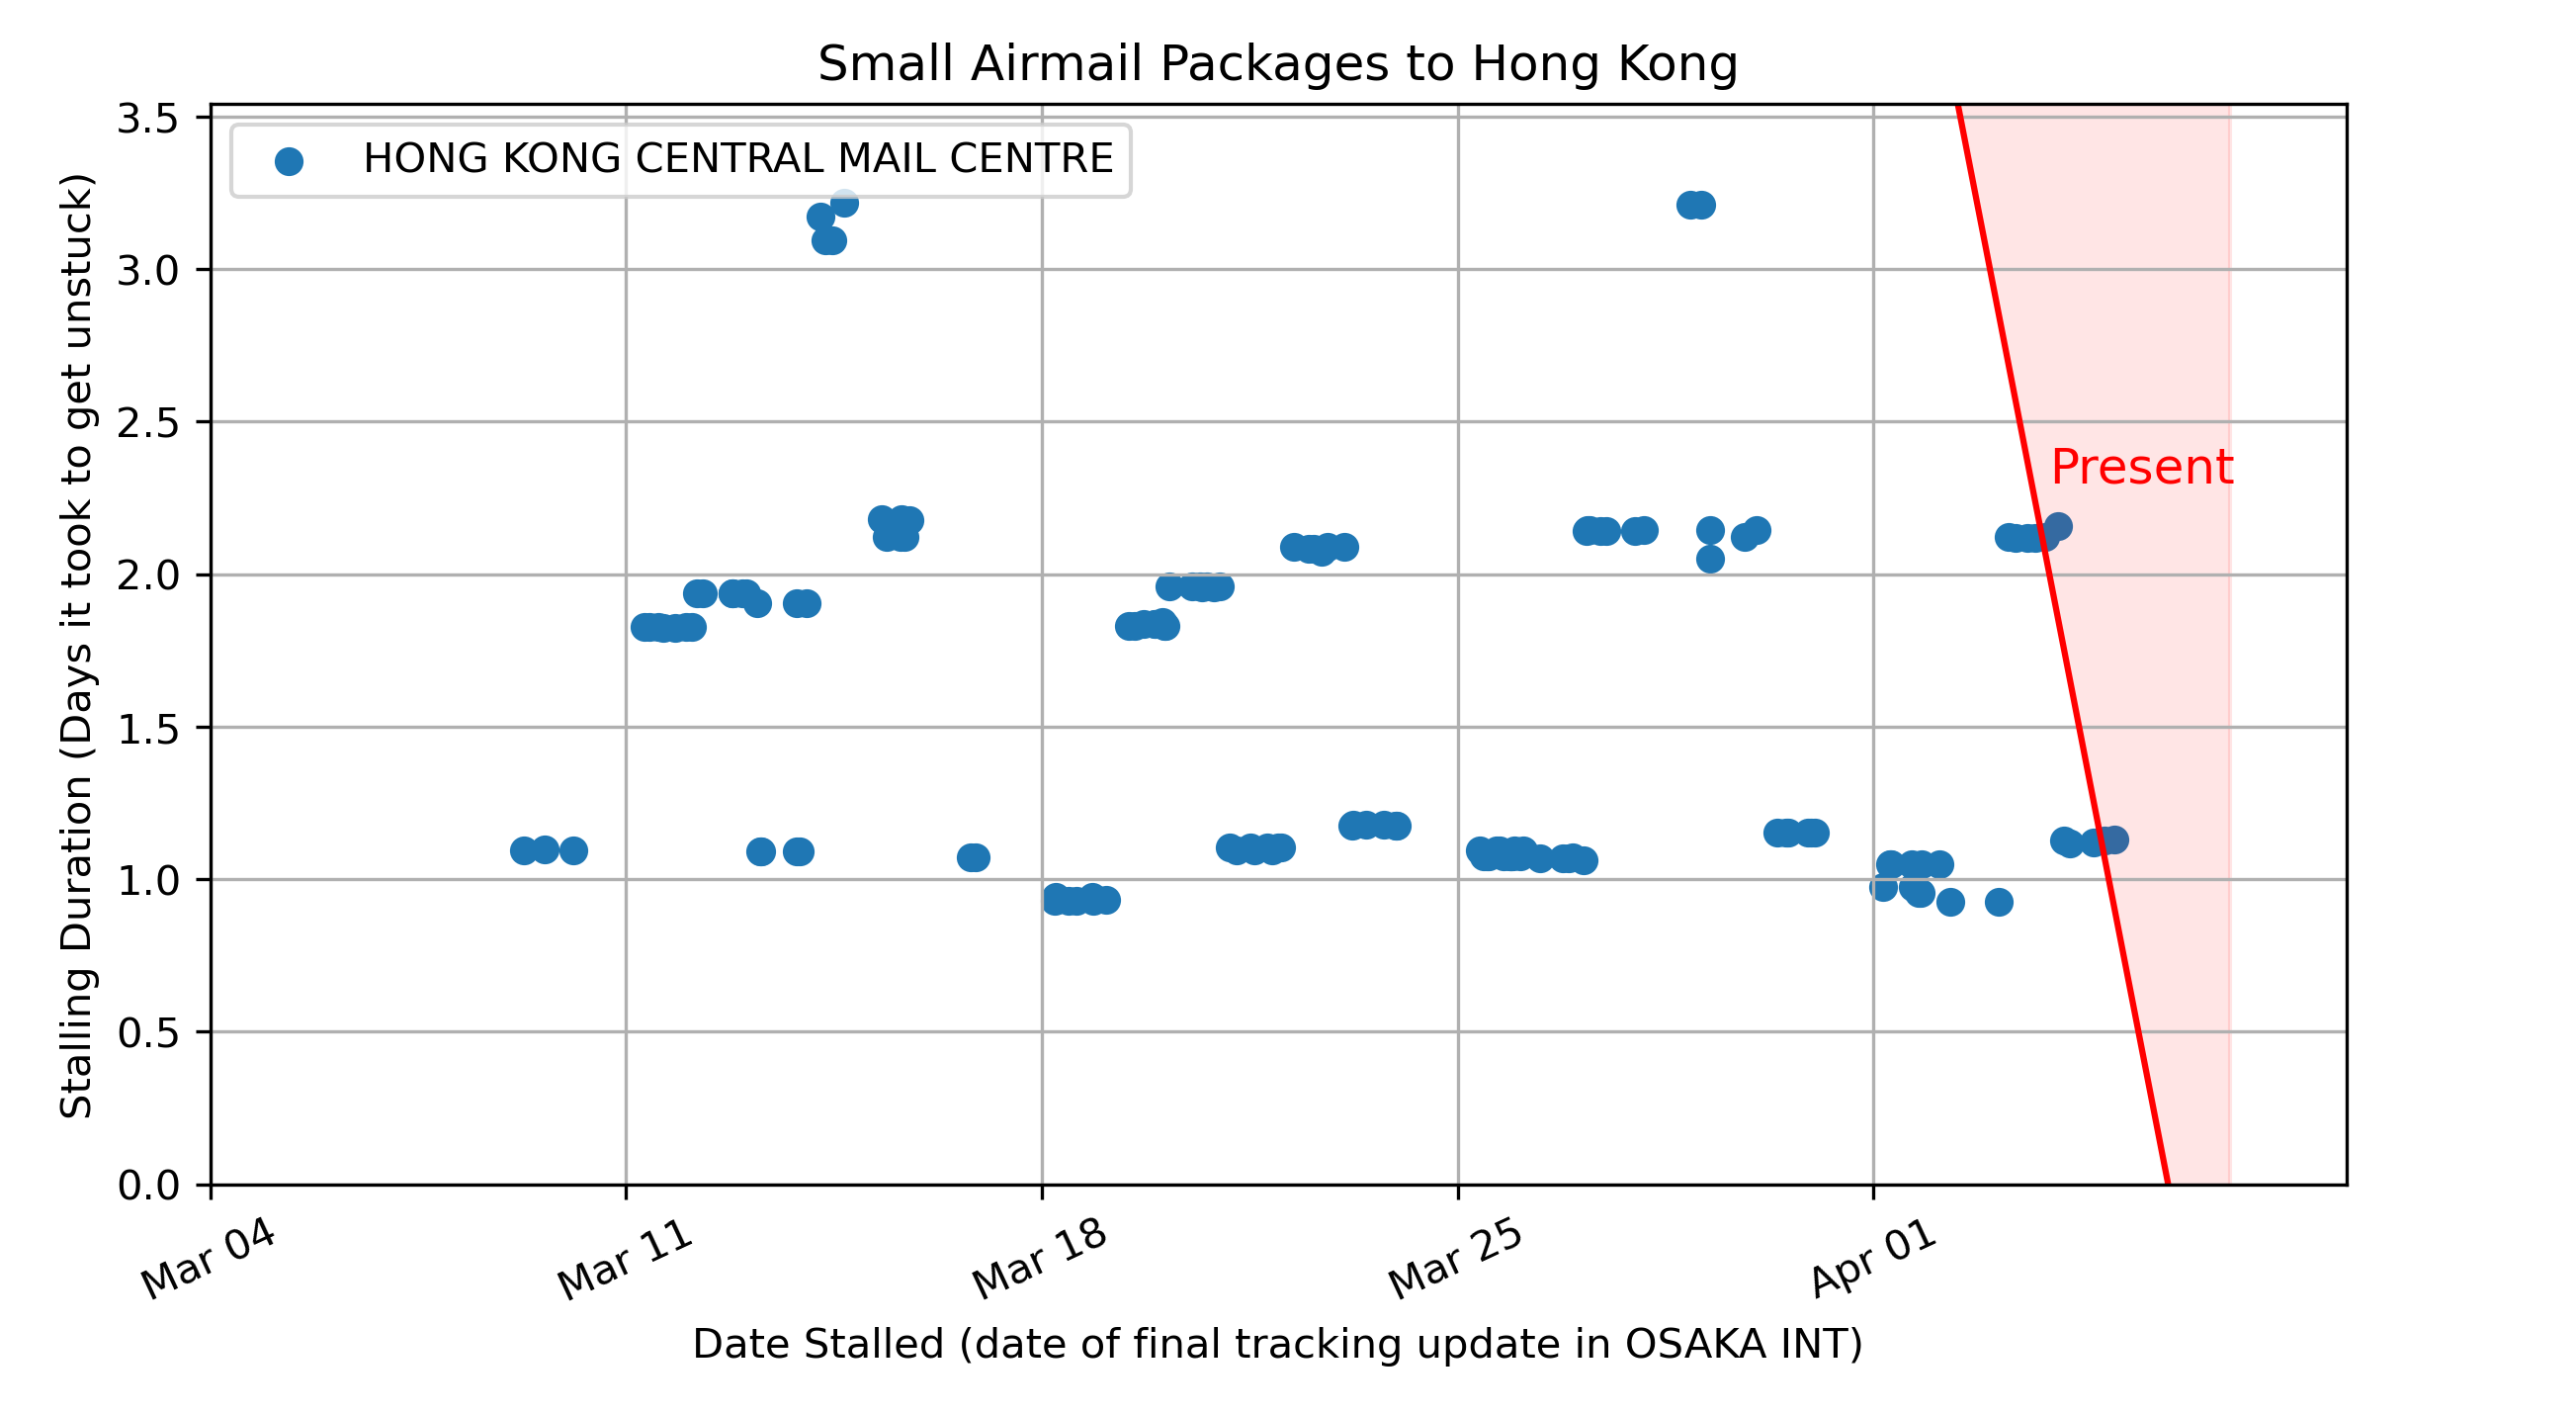 Small Airmail Packages to Hong Kong
HONG KONG CENTRAL MAIL CENTRE
Stalling Duration (Days it took to get unstuck)
3.5
3.0
2.5
2.0
1.5
1.0
0.5
0.0
Present
Mar 04
Mar 11
Mar 18
Mar 25
Apr 01
Date Stalled (date of final tracking update in OSAKA INT)